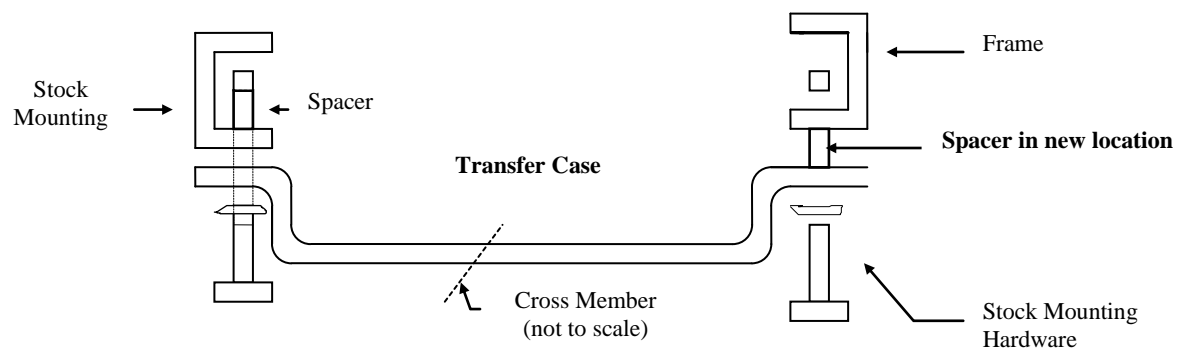 Frame
Stock
Mounting
Spacer
Spacer in new location
Transfer Case
Cross Member
(not to scale)
Stock Mounting
Hardware